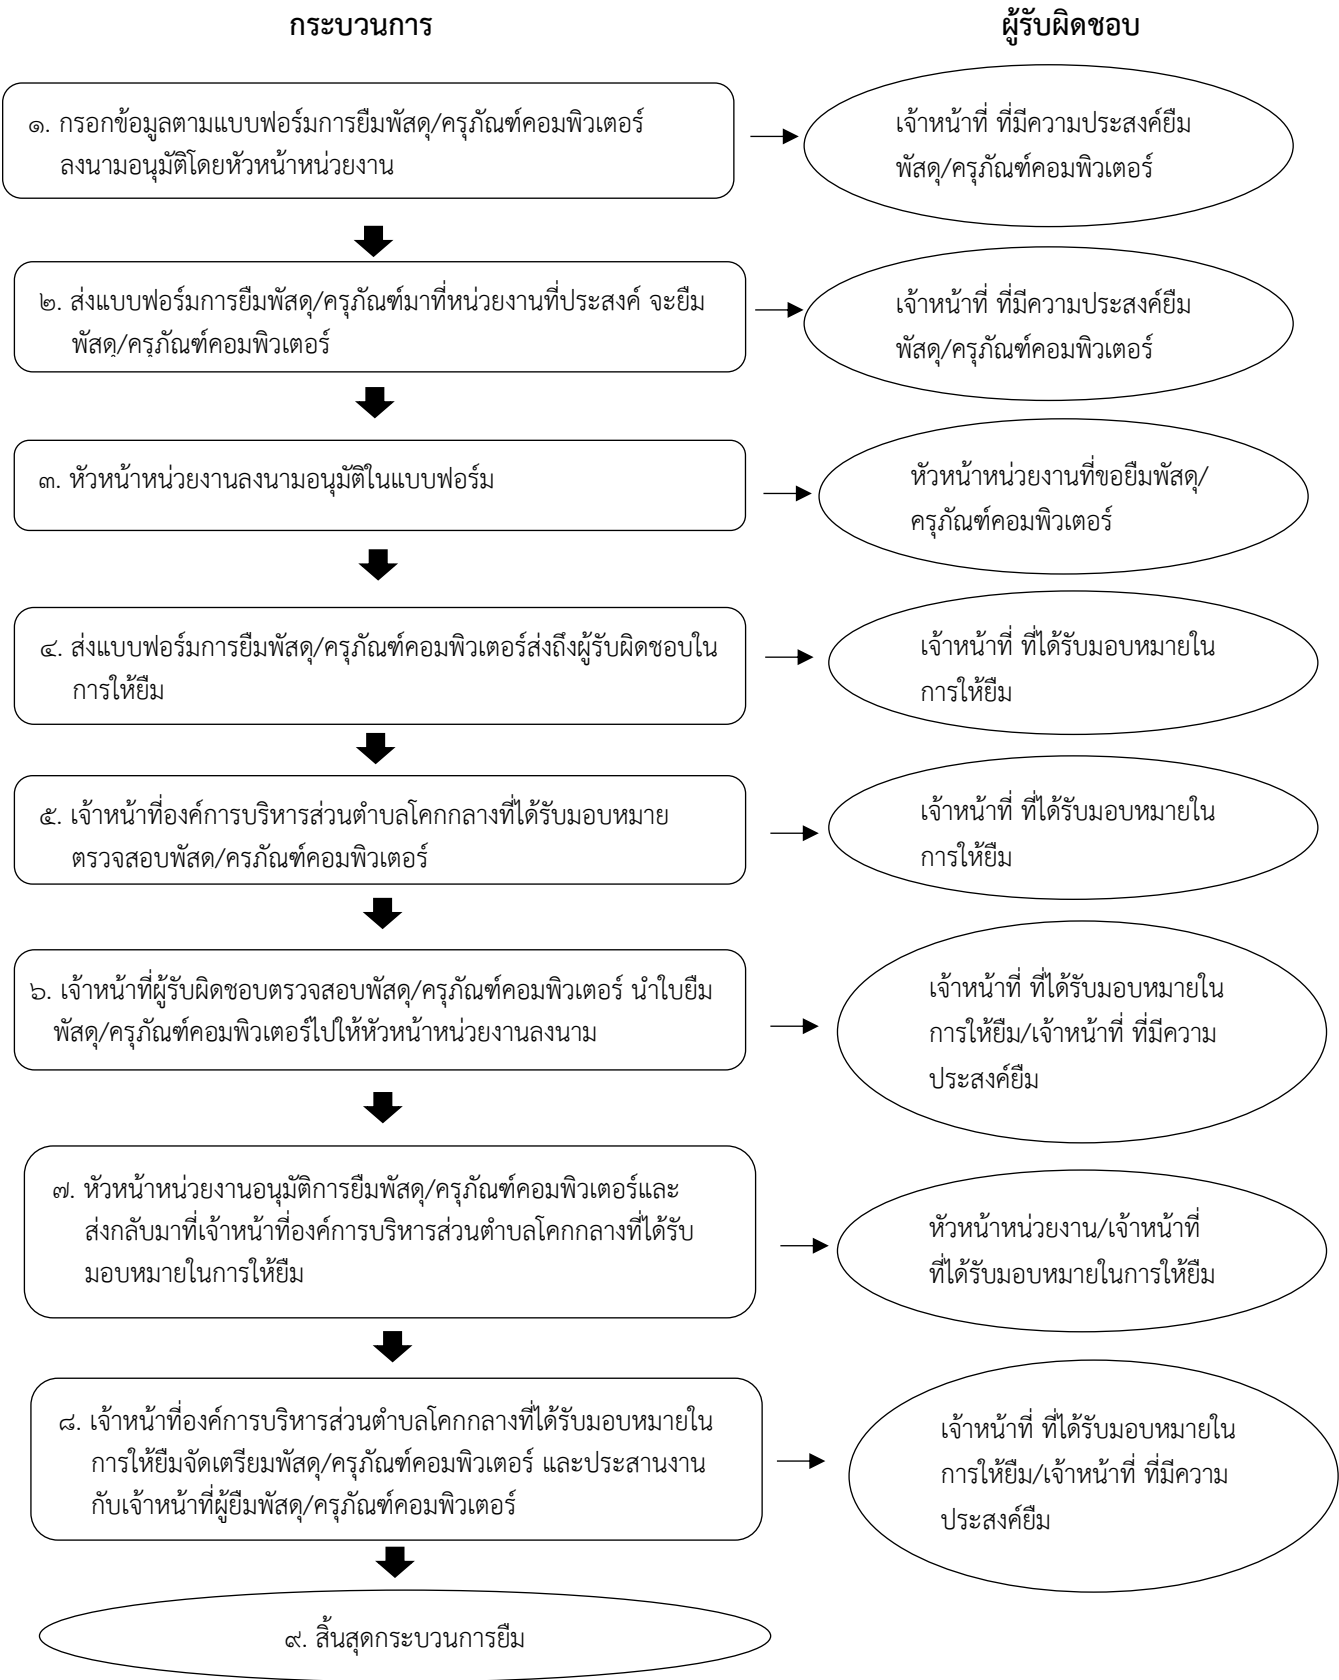 กระบวนการ
ผู้รับผิดชอบ
๑. กรอกข้อมูลตามแบบฟอร์มการยืมพัสดุ/ครุภัณฑ์คอมพิวเตอร์
ลงนามอนุมัติโดยหัวหน้าหน่วยงาน
เจ้าหน้าที่ ที่มีความประสงค์ยืม
พัสดุ/ครุภัณฑ์คอมพิวเตอร์
๒. ส่งแบบฟอร์มการยืมพัสดุ/ครุภัณฑ์มาที่หน่วยงานที่ประสงค์ จะยืม
พัสดุ/ครุภัณฑ์คอมพิวเตอร์
เจ้าหน้าที่ ที่มีความประสงค์ยืม
พัสดุ/ครุภัณฑ์คอมพิวเตอร์
๓. หัวหน้าหน่วยงานลงนามอนุมัติในแบบฟอร์ม
หัวหน้าหน่วยงานที่ขอยืมพัสดุ/
ครุภัณฑ์คอมพิวเตอร์
๔. ส่งแบบฟอร์มการยืมพัสดุ/ครุภัณฑ์คอมพิวเตอร์ส่งถึงผู้รับผิดชอบใน
การให้ยืม
เจ้าหน้าที่ ที่ได้รับมอบหมายใน
การให้ยืม
๕. เจ้าหน้าที่องค์การบริหารส่วนตำบลโคกกลางที่ได้รับมอบหมาย
ตรวจสอบพัสด/ครภัณฑ์คอมพิวเตอร์
เจ้าหน้าที่ ที่ได้รับมอบหมายใน
การให้ยืม
๖. เจ้าหน้าที่ผู้รับผิดชอบตรวจสอบพัสดุ/ครุภัณฑ์คอมพิวเตอร์ นำใบยืม
พัสดุ/ครุภัณฑ์คอมพิวเตอร์ไปให้หัวหน้าหน่วยงานลงนาม
เจ้าหน้าที่ ที่ได้รับมอบหมายใน
การให้ยืม/เจ้าหน้าที่ ที่มีความ
ประสงค์ยืม
๗. หัวหน้าหน่วยงานอนุมัติการยืมพัสดุ/ครุภัณฑ์คอมพิวเตอร์และ
ส่งกลับมาที่เจ้าหน้าที่องค์การบริหารส่วนตำบลโคกกลางที่ได้รับ
มอบหมายในการให้ยืม
หัวหน้าหน่วยงาน/เจ้าหน้าที่
ที่ได้รับมอบหมายในการให้ยืม
๘. เจ้าหน้าที่องค์การบริหารส่วนตำบลโคกกลางที่ได้รับมอบหมายใน
การให้ยืมจัดเตรียมพัสดุ/ครุภัณฑ์คอมพิวเตอร์ และประสานงาน
กับเจ้าหน้าที่ผู้ยืมพัสดุ/ครุภัณฑ์คอมพิวเตอร์
เจ้าหน้าที่ ที่ได้รับมอบหมายใน
การให้ยืม/เจ้าหน้าที่ ที่มีความ
ประสงค์ยืม
๙. สิ้นสุดกระบวนการยืม